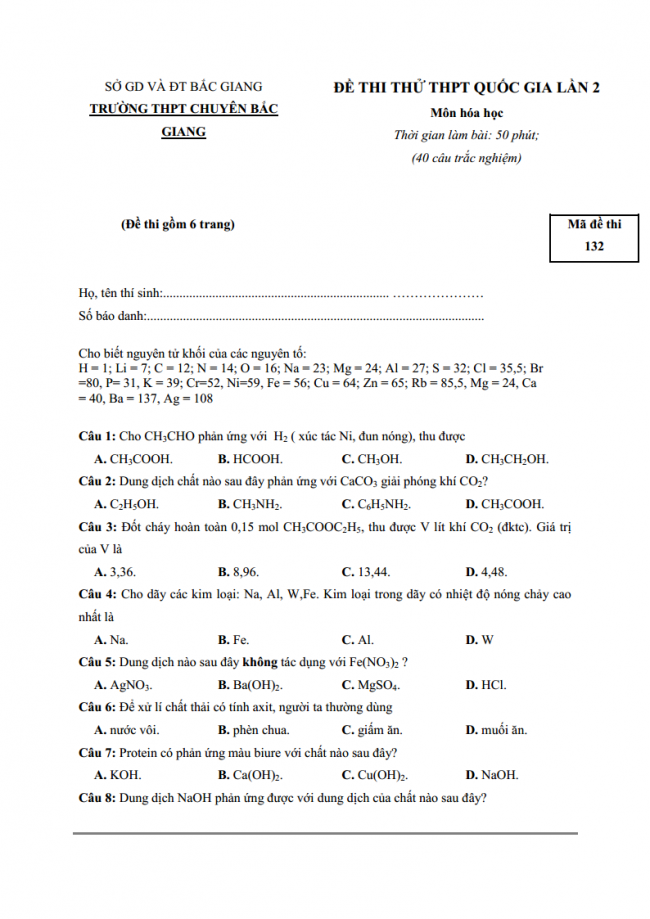 SỞ GD VÀ ĐT BẮC GIANG
TRƯỜNG THPT CHUYÊN BẮC
GIANG
ĐỀ THI THỬ THPT QUỐC GIA LẦN 2
Môn hóa học
Thời gian làm bài: 50 phút;
(40 câu trắc nghiệm)
(Đề thi gồm 6 trang)
Mã đề thi
132
Họ, tên thí sinh:..................................................................... …………………
Số báo danh:.....................................................................................................
Cho biết nguyên tử khối của các nguyên tố:
H = 1; Li = 7; C = 12; N = 14; O = 16; Na = 23; Mg = 24; Al = 27; S = 32; Cl = 35,5; Br
=80, P= 31, K = 39; Cr=52, Ni=59, Fe = 56; Cu = 64; Zn = 65; Rb = 85,5, Mg = 24, Ca
= 40, Ba = 137, Ag = 108
Câu 1: Cho CH₃CHO phản ứng với H₂ ( xúc tác Ni, đun nóng), thu được
A. CH₃COOH. B. HCOOH. C. CH₃OH. D. CH₃CH₂OH.
Câu 2: Dung dịch chất nào sau đây phản ứng với CaCO₃ giải phóng khí CO₂?
A. C₂H₅OH. B. CH₃NH₂. C. C₆H₅NH₂. D. CH₃COOH.
Câu 3: Đốt cháy hoàn toàn 0,15 mol CH₃COOC₂H₅, thu được V lít khí CO₂ (đktc). Giá trị
của V là
A. 3,36. B. 8,96. C. 13,44. D. 4,48.
Câu 4: Cho dãy các kim loại: Na, Al, W,Fe. Kim loại trong dãy có nhiệt độ nóng chảy cao
nhất là
A. Na. B. Fe. C. Al. D. W
Câu 5: Dung dịch nào sau đây không tác dụng với Fe(NO₃)₂ ?
A. AgNO₃. B. Ba(OH)₂. C. MgSO₄. D. HCl.
Câu 6: Để xử lí chất thải có tính axit, người ta thường dùng
A. nước vôi. B. phèn chua. C. giấm ăn. D. muối ăn.
Câu 7: Protein có phản ứng màu biure với chất nào sau đây?
A. KOH. B. Ca(OH)₂. C. Cu(OH)₂. D. NaOH.
Câu 8: Dung dịch NaOH phản ứng được với dung dịch của chất nào sau đây?